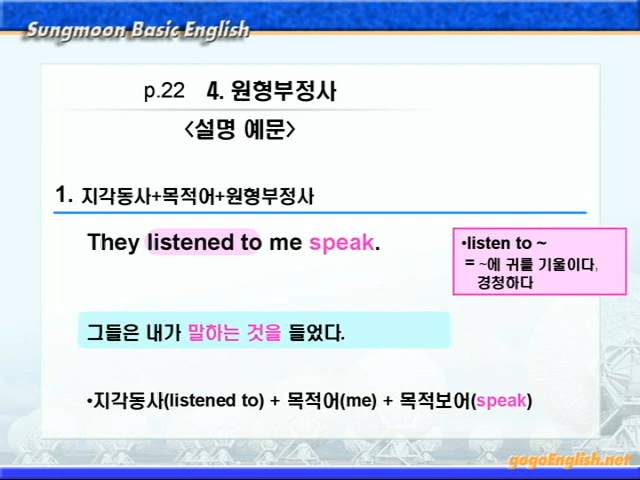 Sungmoon Basic English
p.22 4. 원형부정사
<설명 예문>
1. 지각동사+목적어+원형부정사
They listened to me speak.
•listen to ~
= ~에 귀를 기울이다,
경청하다
그들은 내가 말하는 것을 들었다.
•지각동사(listened to) + 목적어(me) + 목적보어(speak)
gogoEnglish.net